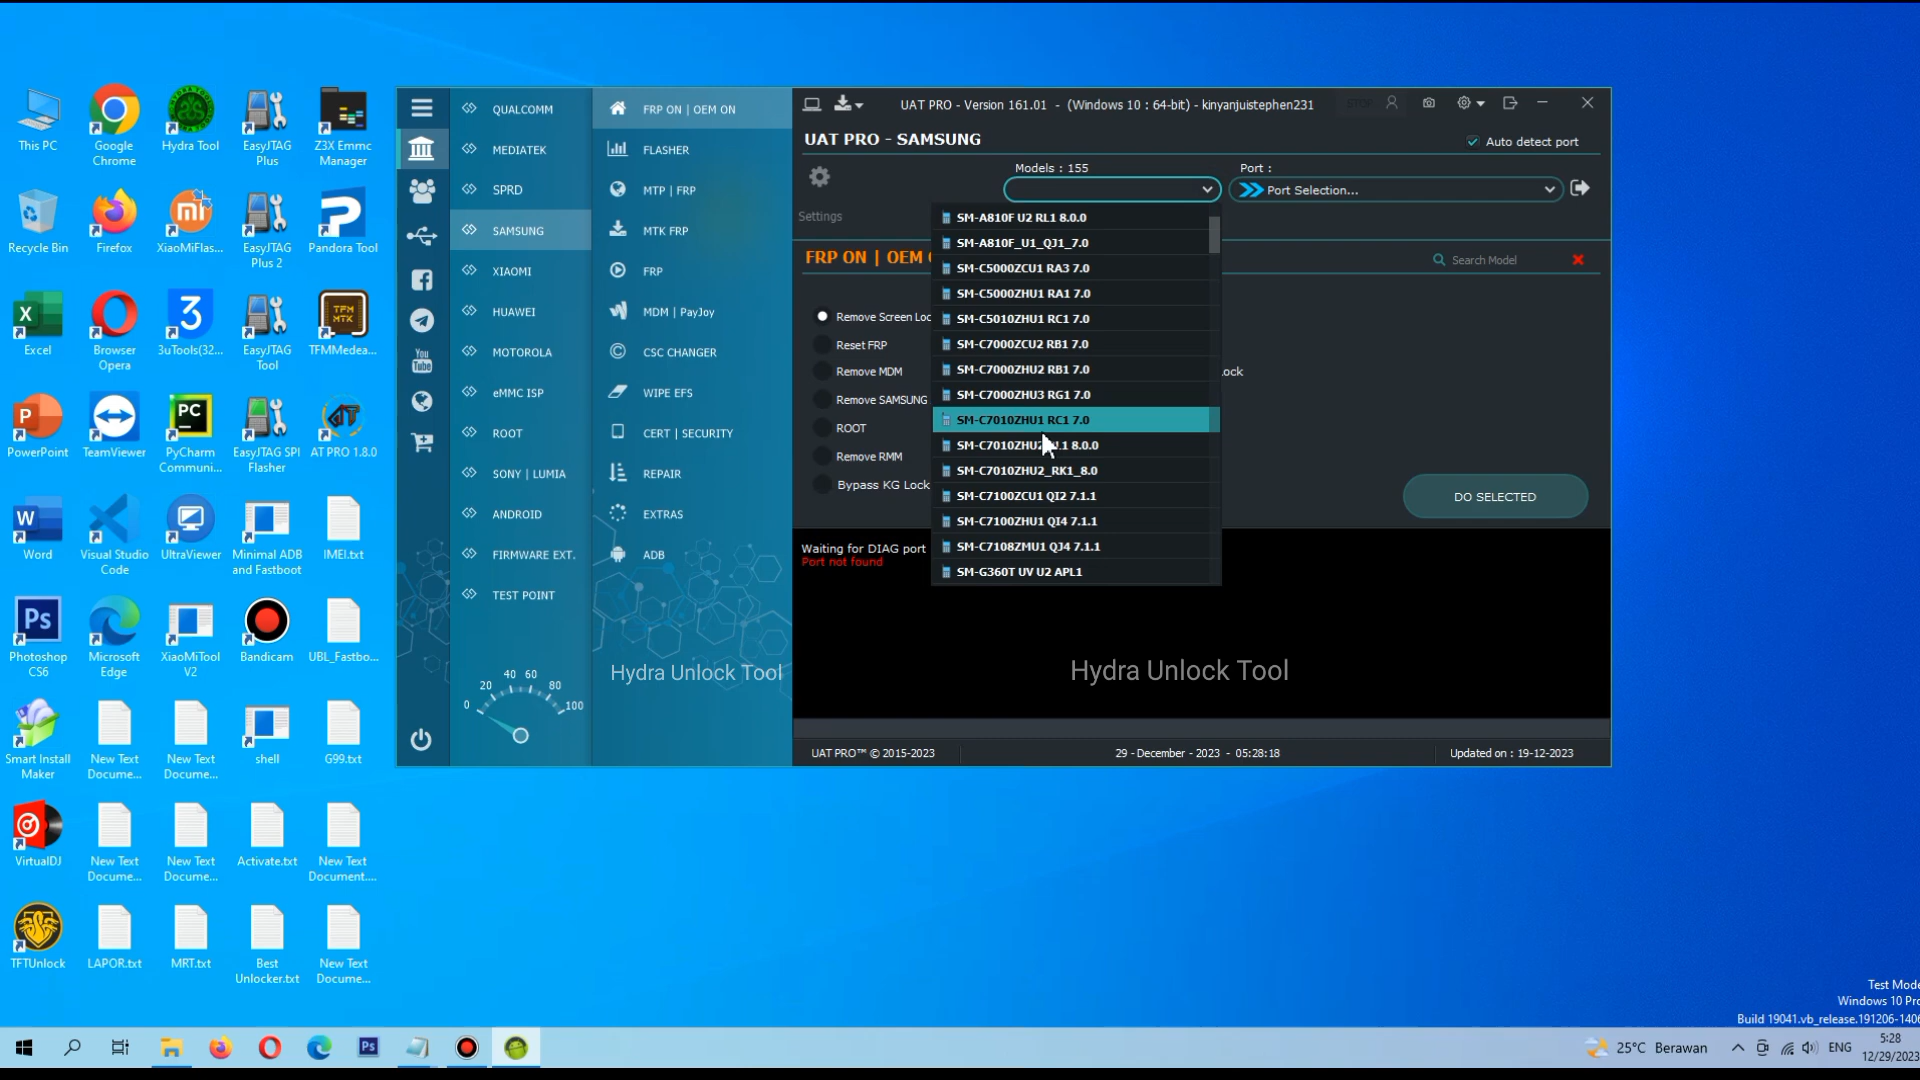 This PC
Google
Chrome
Hydra Tool
EasyJTAG
Plus
Z3X Emmc
Manager
Recycle Bin
Firefox
XiaoMiFlas...
EasyJTAG
Plus 2
Pandora Tool
Excel
Browser
Opera
3uTools(32...
EasyJTAG
Tool
TFMMedea...
PowerPoint
TeamViewer
PyCharm
Communi...
EasyJTAG SPI
Flasher
AT PRO 1.8.0
Word
Visual Studio
Code
UltraViewer
Minimal ADB
and Fastboot
IMEI.txt
Photoshop
CS6
Microsoft
Edge
XiaoMiTool
V2
Bandicam
UBL_Fastbo...
Smart Install
Maker
New Text
Docume...
New Text
Docume...
shell
G99.txt
VirtualDJ
New Text
Docume...
New Text
Docume...
Activate.txt
New Text
Document....
TFTUnlock
LAPOR.txt
MRT.txt
Best
Unlocker.txt
New Text
Docume...
QUALCOMM
MEDIATEK
SPRD
SAMSUNG
XIAOMI
HUAWEI
MOTOROLA
eMMC ISP
ROOT
SONY | LUMIA
ANDROID
FIRMWARE EXT.
TEST POINT
0 20 40 60 80 100
FRP ON | OEM ON
FLASHER
MTP | FRP
MTK FRP
FRP
MDM | PayJoy
CSC CHANGER
WIPE EFS
CERT | SECURITY
REPAIR
EXTRAS
ADB
Hydra Unlock Tool
UAT PRO - Version 161.01 - (Windows 10 : 64-bit) - kinyanjuistephen231
STOP
UAT PRO - SAMSUNG
Auto detect port
Models : 155
Port :
Port Selection...
Settings
FRP ON | OEM
Search Model
Remove Screen Loc
Reset FRP
Remove MDM
Remove SAMSUNG
ROOT
Remove RMM
Bypass KG Lock
ock
SM-A810F U2 RL1 8.0.0
SM-A810F_U1_QJ1_7.0
SM-C5000ZCU1 RA3 7.0
SM-C5000ZHU1 RA1 7.0
SM-C5010ZHU1 RC1 7.0
SM-C7000ZCU2 RB1 7.0
SM-C7000ZHU2 RB1 7.0
SM-C7000ZHU3 RG1 7.0
SM-C7010ZHU1 RC1 7.0
SM-C7010ZHU2 8.0.0
SM-C7010ZHU2_RK1_8.0
SM-C7100ZCU1 QI2 7.1.1
SM-C7100ZHU1 QI4 7.1.1
SM-C7108ZMU1 QJ4 7.1.1
SM-G360T UV U2 APL1
DO SELECTED
Waiting for DIAG port
Port not found
Hydra Unlock Tool
UAT PRO™ © 2015-2023
29 - December - 2023 - 05:28:18
Updated on : 19-12-2023
Test Mode
Windows 10 Pro
Build 19041.vb_release.191206-1406
25°C Berawan
ENG
5:28
12/29/2023